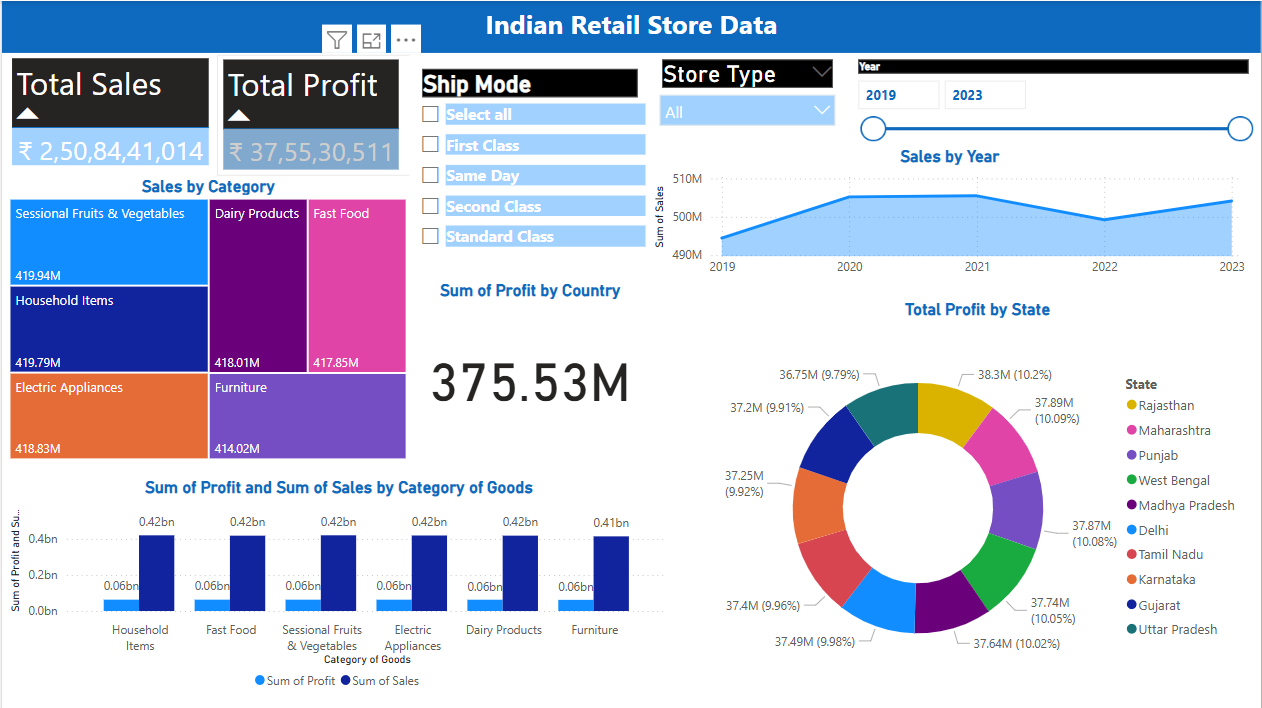 Indian Retail Store Data
Total Sales
₹ 2,50,84,41,014
Total Profit
₹ 37,55,30,511
Ship Mode
Select all
First Class
Same Day
Second Class
Standard Class
Store Type
All
Year
2019
2023
Sales by Category
Sessional Fruits & Vegetables
419.94M
Household Items
419.79M
Electric Appliances
418.83M
Dairy Products
418.01M
Fast Food
417.85M
Furniture
414.02M
Sum of Profit by Country
375.53M
Sales by Year
Sum of Sales
510M
500M
490M
2019
2020
2021
2022
2023
Sum of Profit and Sum of Sales by Category of Goods
Sum of Profit and Su...
0.4bn
0.2bn
0.0bn
0.06bn
0.42bn
0.06bn
0.42bn
0.06bn
0.42bn
0.06bn
0.42bn
0.06bn
0.42bn
0.06bn
0.41bn
Household
Items
Fast Food
Sessional Fruits
& Vegetables
Electric
Appliances
Dairy Products
Furniture
Category of Goods
Sum of Profit
Sum of Sales
Total Profit by State
38.3M (10.2%)
37.89M
(10.09%)
37.87M
(10.08%)
37.74M
(10.05%)
37.64M (10.02%)
37.49M (9.98%)
37.4M (9.96%)
37.25M
(9.92%)
37.2M (9.91%)
36.75M (9.79%)
State
Rajasthan
Maharashtra
Punjab
West Bengal
Madhya Pradesh
Delhi
Tamil Nadu
Karnataka
Gujarat
Uttar Pradesh